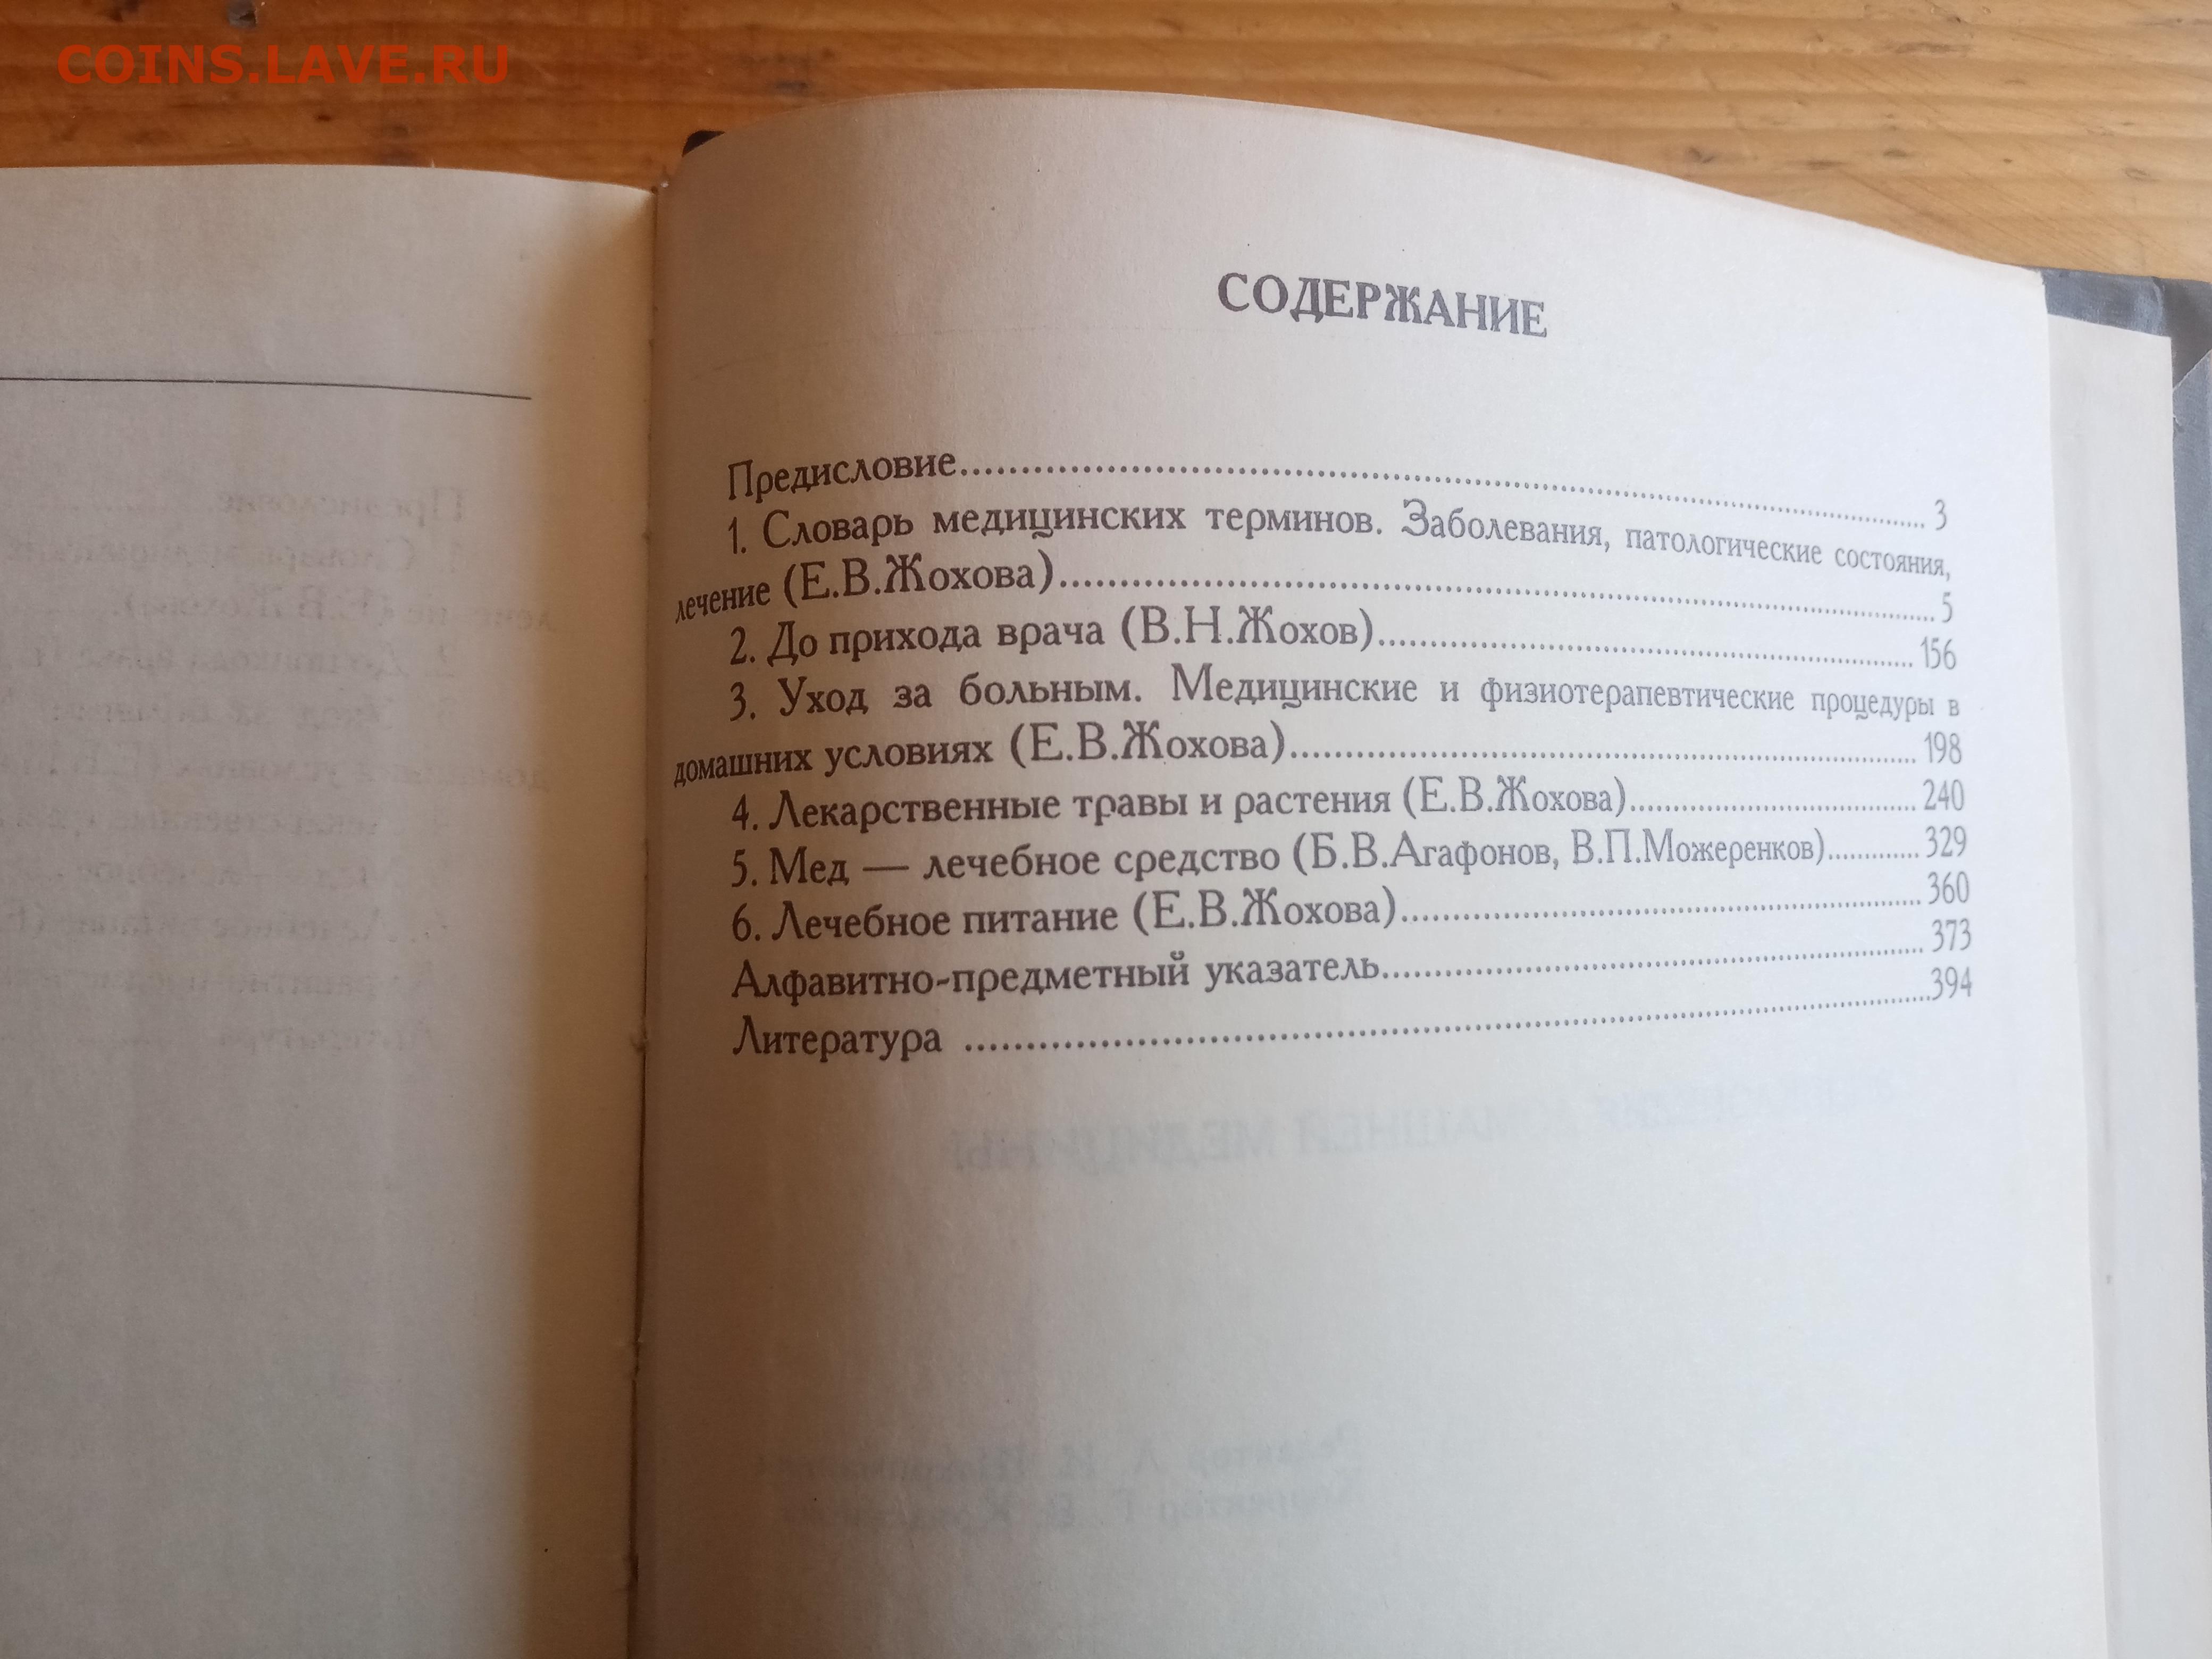 COINS.LAVE.RU
СОДЕРЖАНИЕ
Предисловие........................................................................ 3
1. Словарь медицинских терминов. Заболевания, патологические состояния,
лечение (Е.В.Жохова)........................................................................ 5
2. До прихода врача (В.Н.Жохов)............................................................ 156
3. Уход за больным. Медицинские и физиотерапевтические процедуры в
домашних условиях (Е.В.Жохова)............................................................ 198
4. Лекарственные травы и растения (Е.В.Жохова)................................. 240
5. Мед — лечебное средство (Б.В.Агафонов, В.П.Можеренков)............. 329
6. Лечебное питание (Е.В.Жохова)............................................................ 360
Алфавитно-предметный указатель............................................................ 373
Литература ........................................................................394